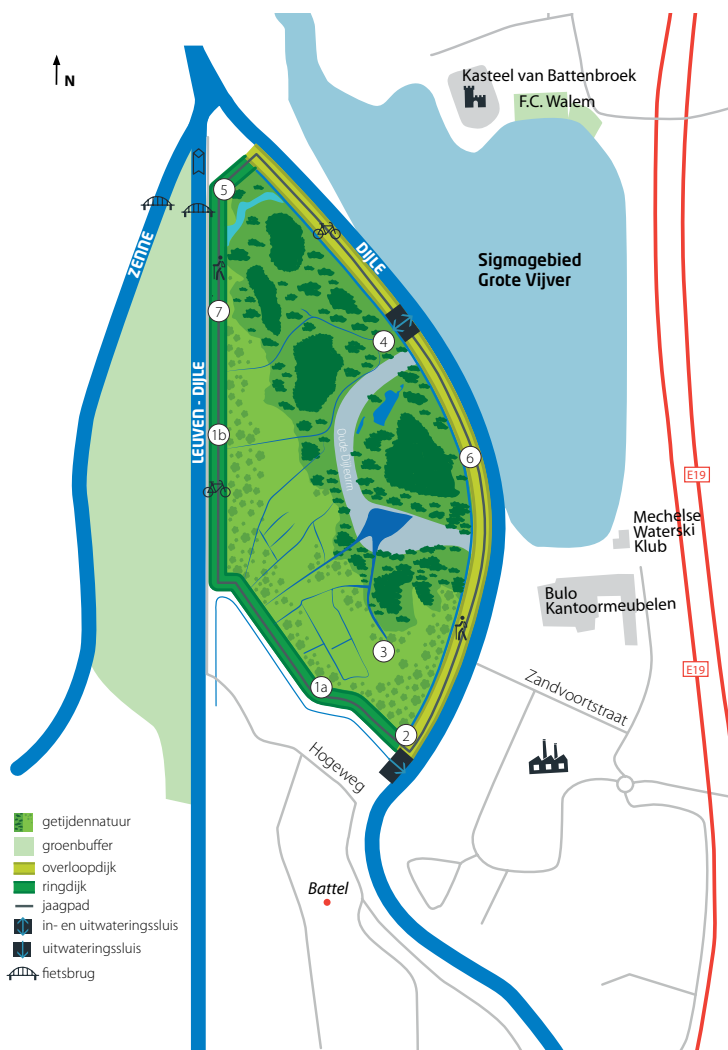 N
Kasteel van Battenbroek
F.C. Walem
5
ZENNE
DIJLE
Sigmagebied
Grote Vijver
7
4
LEUVEN - DIJLE
1b
Oude Dijlearm
6
E19
Mechelse
Waterski
Klub
Bulo
Kantoormeubelen
3
E19
1a
Zandvoortstraat
2
Hogeweg
Battel
getijdennatuur
groenbuffer
overloopdijk
ringdijk
jaagpad
in- en uitwateringssluis
uitwateringssluis
fietsbrug